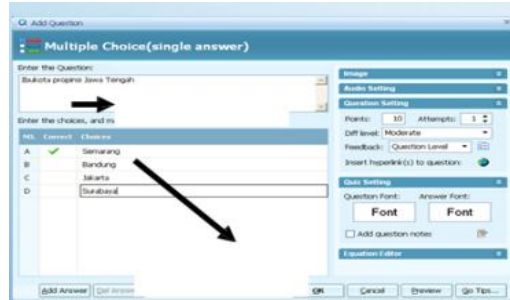 Add Question
Multiple Choice(single answer)
Enter the Question:
Ibukota propinsi Jawa Tengah
Enter the choices, and m
NO. Correct Choices
A Semarang
B Bandung
C Jakarta
D Surabaya
Add Answer Del Answ
Image
Audio Setting
Question Setting
Points: 10 Attempts: 1
Diff level: Moderate
Feedback: Question Level
Insert hyperlink(s) to question:
Quiz Setting
Question Font: Answer Font:
Font Font
Add question notes
Equation Editor
OK Cancel Preview Go Tips...